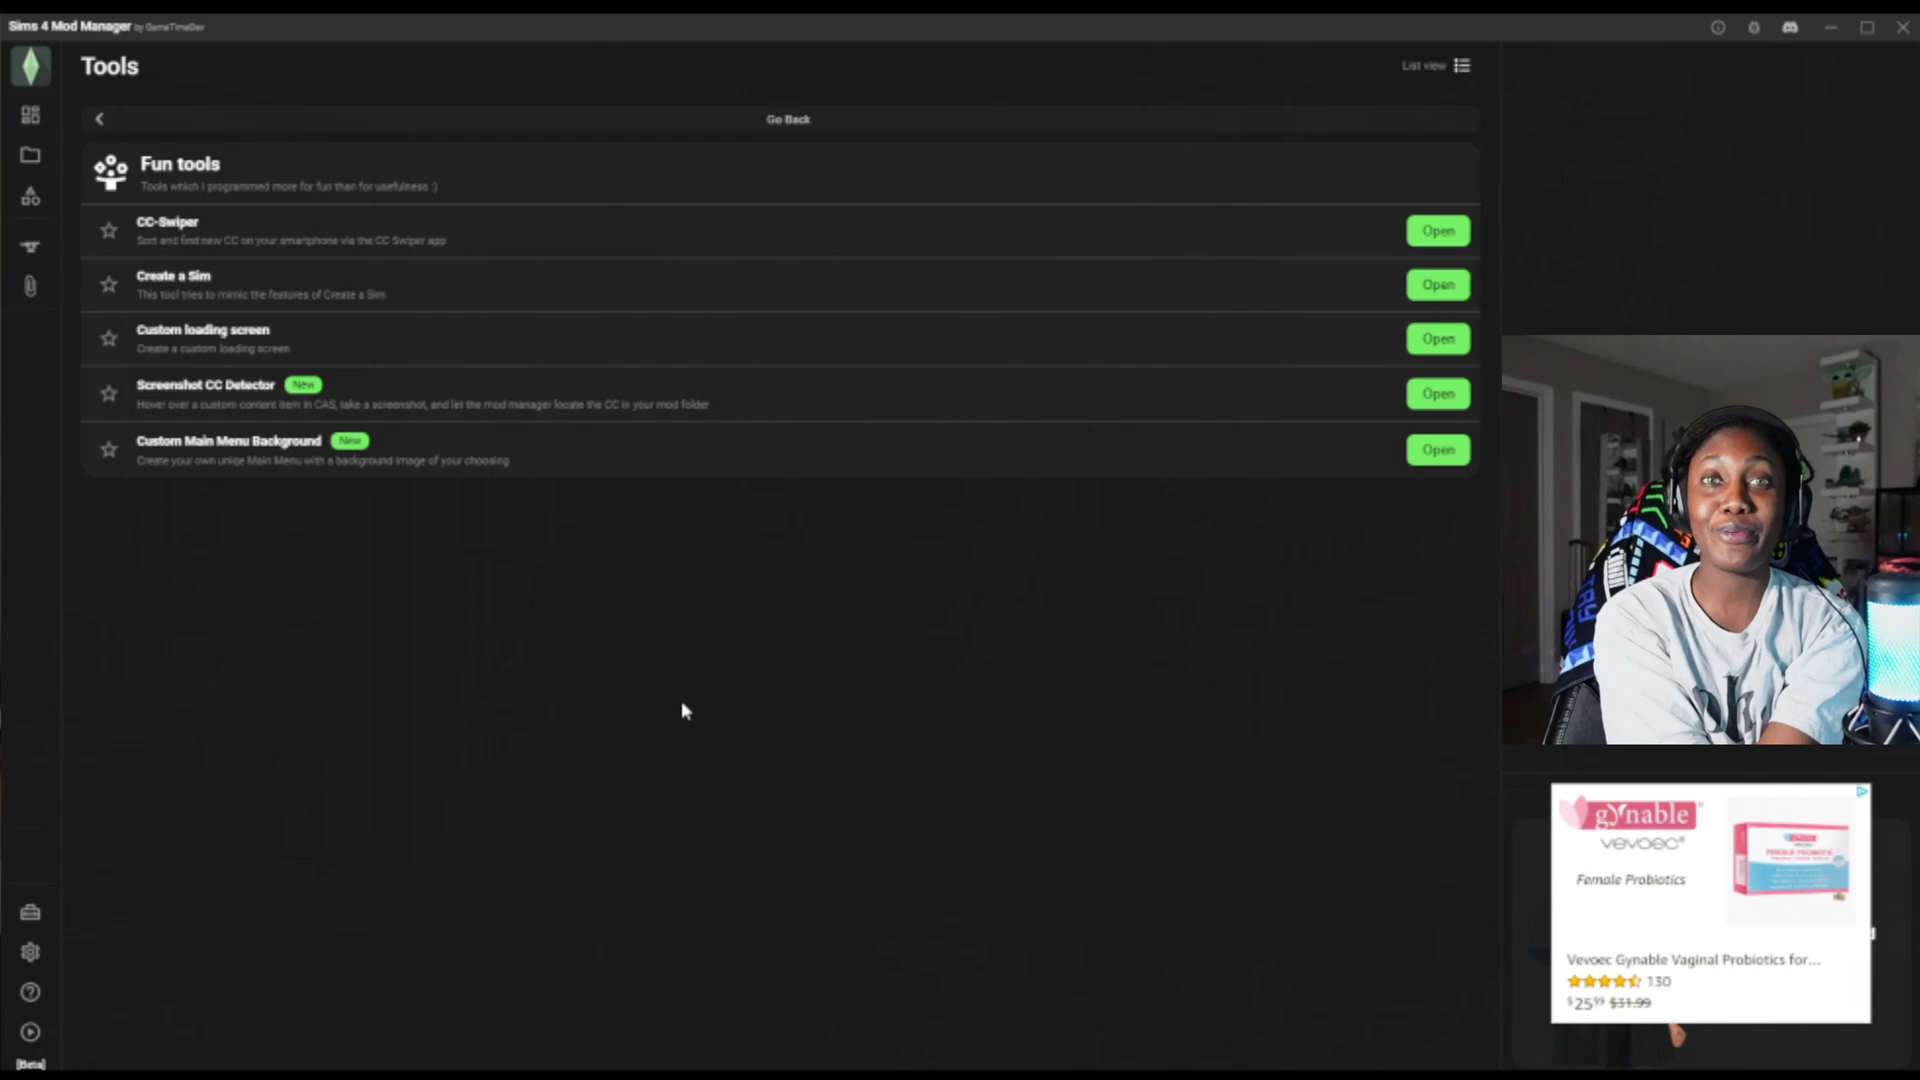 Sims 4 Mod Manager by GameTimeDev
Tools
List view
Go Back
Fun tools
Tools which I programmed more for fun than for usefulness :)
CC-Swiper
Sort and find new CC on your smartphone via the CC Swiper app
Open
Create a Sim
This tool tries to mimic the features of Create a Sim
Open
Custom loading screen
Create a custom loading screen
Open
Screenshot CC Detector New
Hover over a custom content item in CAS, take a screenshot, and let the mod manager locate the CC in your mod folder
Open
Custom Main Menu Background New
Create your own uniqe Main Menu with a background image of your choosing
Open
gynable
vevoec®
Female Probiotics
FEMALE PROBIOTIC
Vevoec Gynable Vaginal Probiotics for...
130
$25.99 $31.99
[Beta]